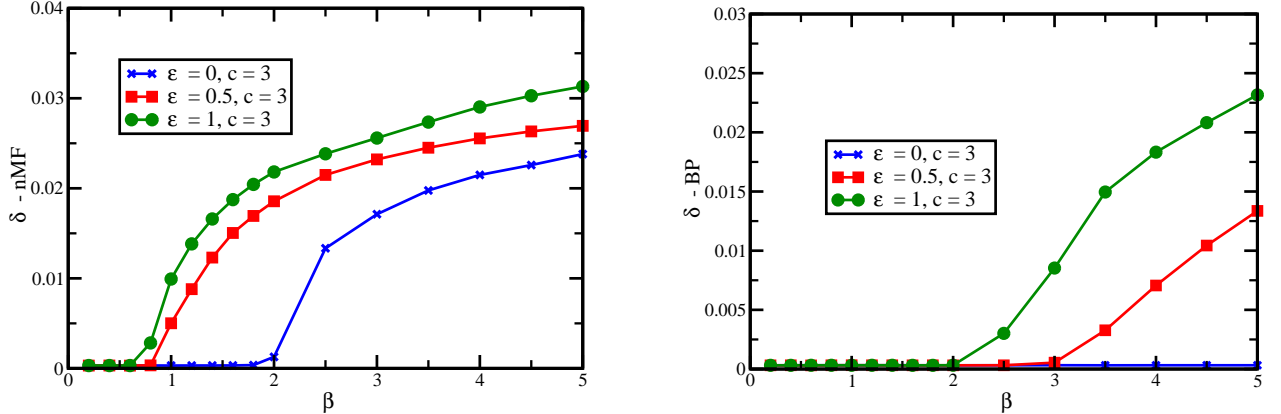 0.04
0.03
0.02
0.01
0
δ - nMF
ε = 0, c = 3
ε = 0.5, c = 3
ε = 1, c = 3
0 1 2 3 4 5
β
0.03
0.025
0.02
0.015
0.01
0.005
0
δ - BP
ε = 0, c = 3
ε = 0.5, c = 3
ε = 1, c = 3
0 1 2 3 4 5
β